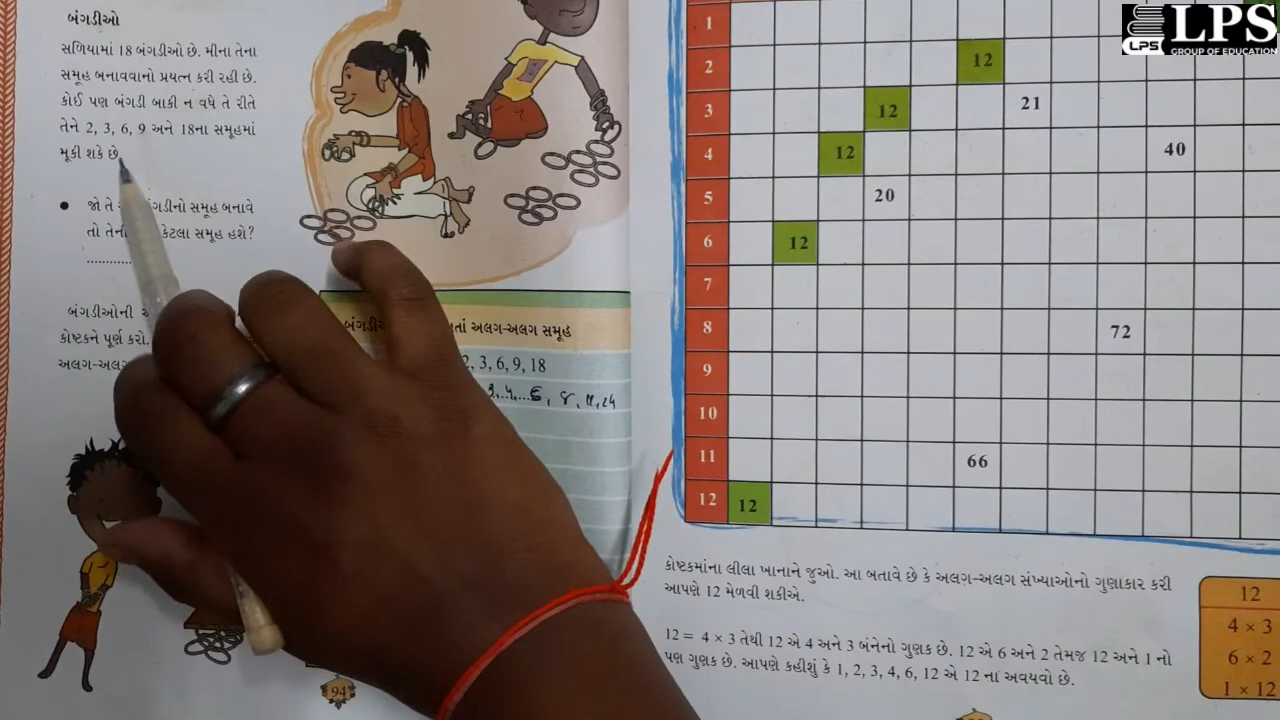 બંગડીઓ
સળિયામાં 18 બંગડીઓ છે. મીના તેના
સમૂહ બનાવવાનો પ્રયત્ન કરી રહી છે.
કોઈ પણ બંગડી બાકી ન વધે તે રીતે
તેને 2, 3, 6, 9 અને 18ના સમૂહમાં
મૂકી શકે છે.
જો તે બંગડીનો સમૂહ બનાવે
તો કેટલા સમૂહ હશે?
બંગડીઓની
કોષ્ટકને પૂર્ણ કરો.
અલગ-અલગ સમૂહ
2, 3, 6, 9, 18
94
1
2 12
3 12 21
4 12 40
5 20
6 12
7
8 72
9
10
11 66
12 12
કોષ્ટકમાંના લીલા ખાનાને જુઓ. આ બતાવે છે કે અલગ-અલગ સંખ્યાઓનો ગુણાકાર કરી
આપણે 12 મેળવી શકીએ.
12 = 4 × 3 તેથી 12 એ 4 અને 3 બંનેનો ગુણક છે. 12 એ 6 અને 2 તેમજ 12 અને 1 નો
પણ ગુણક છે. આપણે કહીશું કે 1, 2, 3, 4, 6, 12 એ 12 ના અવયવો છે.
12
4 × 3
6 × 2
1 × 12
LPS
LPS
GROUP OF EDUCATION